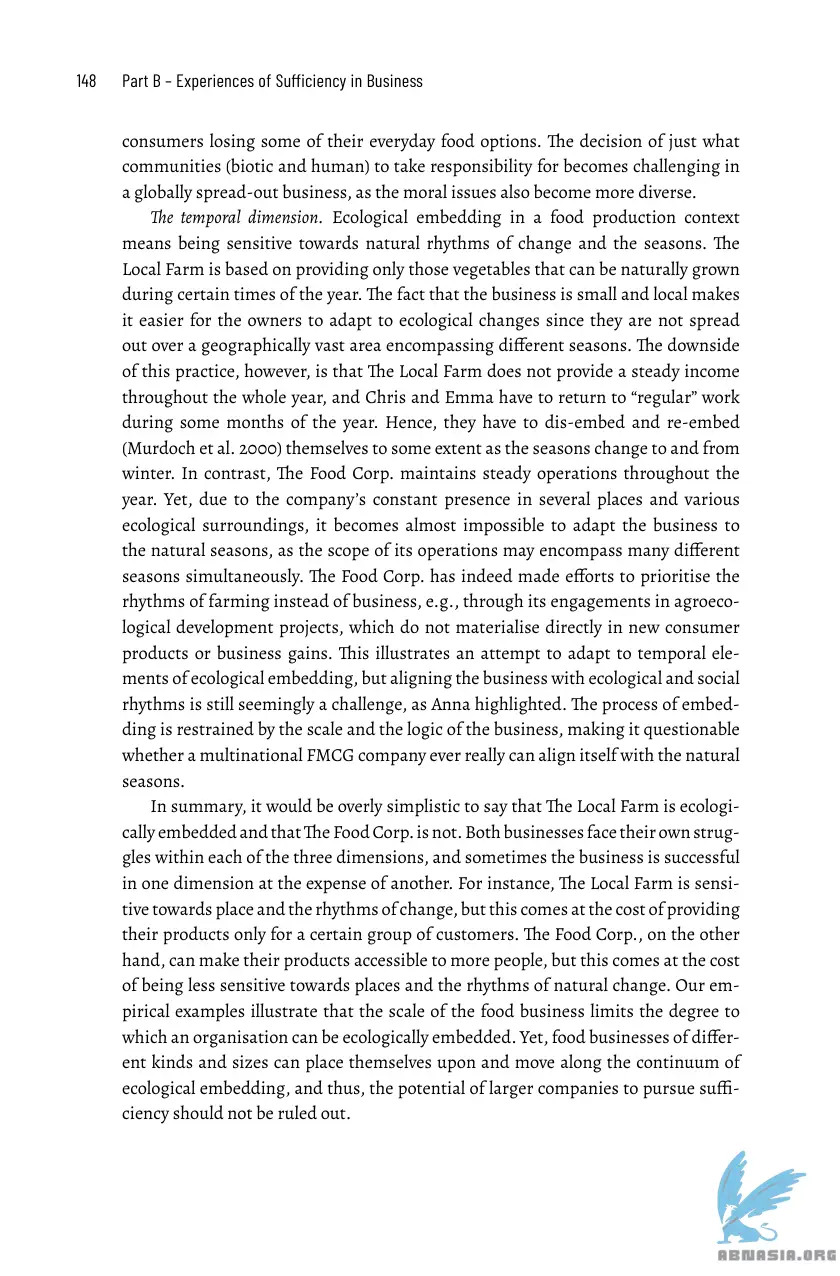 148 Part B – Experiences of Sufficiency in Business
consumers losing some of their everyday food options. The decision of just what
communities (biotic and human) to take responsibility for becomes challenging in
a globally spread-out business, as the moral issues also become more diverse.
The temporal dimension. Ecological embedding in a food production context
means being sensitive towards natural rhythms of change and the seasons. The
Local Farm is based on providing only those vegetables that can be naturally grown
during certain times of the year. The fact that the business is small and local makes
it easier for the owners to adapt to ecological changes since they are not spread
out over a geographically vast area encompassing different seasons. The downside
of this practice, however, is that The Local Farm does not provide a steady income
throughout the whole year, and Chris and Emma have to return to “regular” work
during some months of the year. Hence, they have to dis-embed and re-embed
(Murdoch et al. 2000) themselves to some extent as the seasons change to and from
winter. In contrast, The Food Corp. maintains steady operations throughout the
year. Yet, due to the company’s constant presence in several places and various
ecological surroundings, it becomes almost impossible to adapt the business to
the natural seasons, as the scope of its operations may encompass many different
seasons simultaneously. The Food Corp. has indeed made efforts to prioritise the
rhythms of farming instead of business, e.g., through its engagements in agroeco-
logical development projects, which do not materialise directly in new consumer
products or business gains. This illustrates an attempt to adapt to temporal ele-
ments of ecological embedding, but aligning the business with ecological and social
rhythms is still seemingly a challenge, as Anna highlighted. The process of embed-
ding is restrained by the scale and the logic of the business, making it questionable
whether a multinational FMCG company ever really can align itself with the natural
seasons.
In summary, it would be overly simplistic to say that The Local Farm is ecologi-
cally embedded and that The Food Corp. is not. Both businesses face their own strug-
gles within each of the three dimensions, and sometimes the business is successful
in one dimension at the expense of another. For instance, The Local Farm is sensi-
tive towards place and the rhythms of change, but this comes at the cost of providing
their products only for a certain group of customers. The Food Corp., on the other
hand, can make their products accessible to more people, but this comes at the cost
of being less sensitive towards places and the rhythms of natural change. Our em-
pirical examples illustrate that the scale of the food business limits the degree to
which an organisation can be ecologically embedded. Yet, food businesses of differ-
ent kinds and sizes can place themselves upon and move along the continuum of
ecological embedding, and thus, the potential of larger companies to pursue suffi-
ciency should not be ruled out.
ABNASIA.ORG